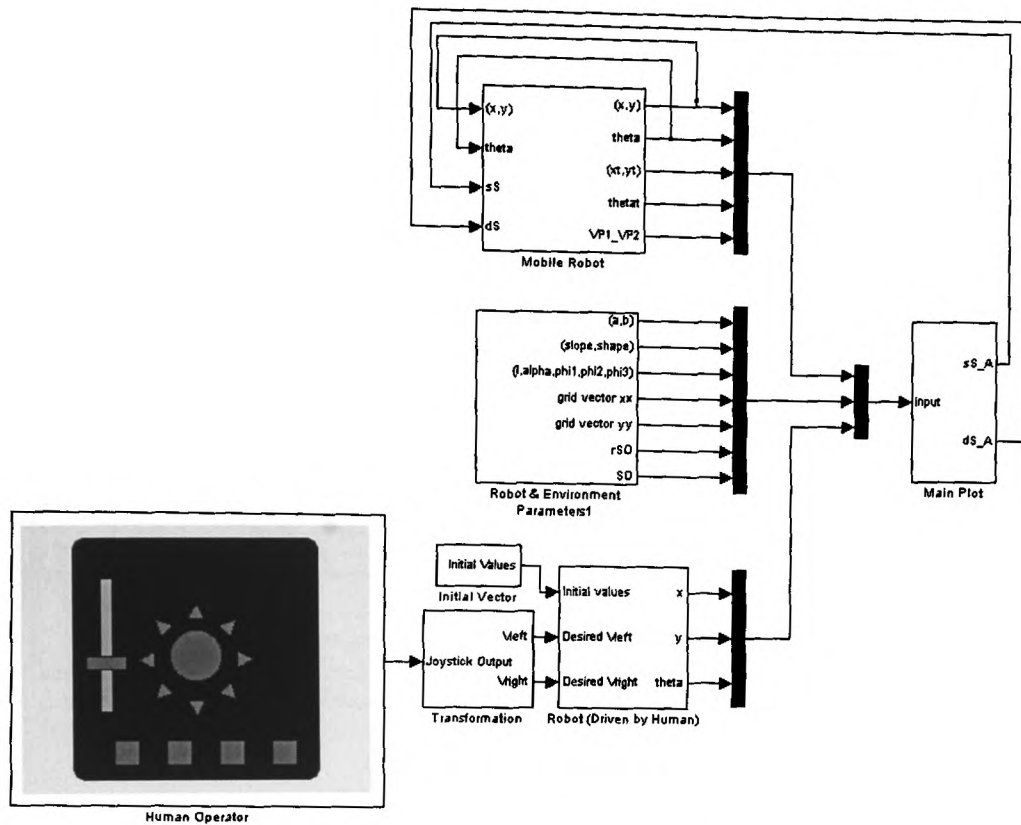 (x,y)
theta
sS
dS
(x,y)
theta
(xt,yt)
thetat
VP1_VP2
Mobile Robot
(a,b)
(slope,shape)
(l,alpha,phi1,phi2,phi3)
grid vector xx
grid vector yy
rSO
SO
Robot & Environment
Parameters1
input
sS_A
dS_A
Main Plot
Initial Values
Initial Vector
Joystick Output
Vleft
Vright
Transformation
Initial values
Desired Vleft
Desired Vright
x
y
theta
Robot (Driven by Human)
Human Operator